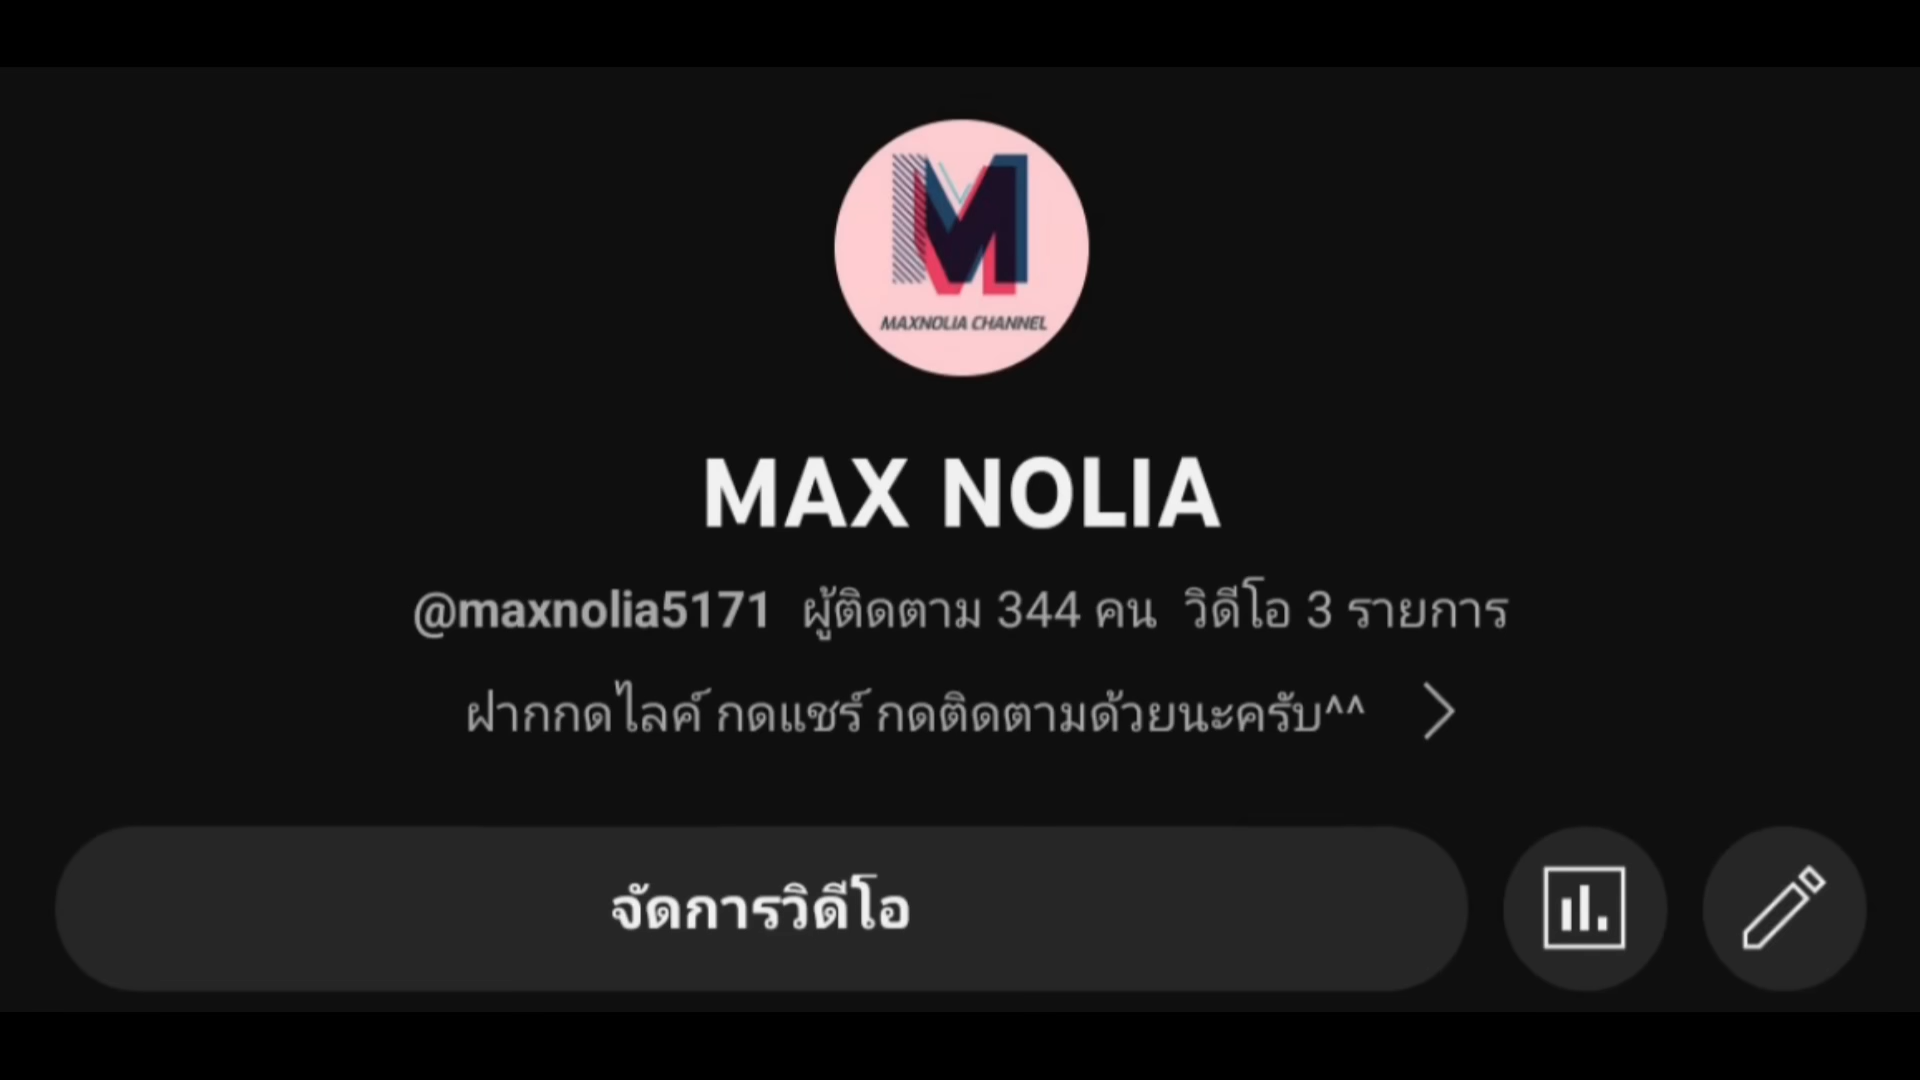 M
MAXNOLIA CHANNEL
MAX NOLIA
@maxnolia5171 ผู้ติดตาม 344 คน วิดีโอ 3 รายการ
ฝากกดไลค์ กดแชร์ กดติดตามด้วยนะครับ^^
จัดการวิดีโอ